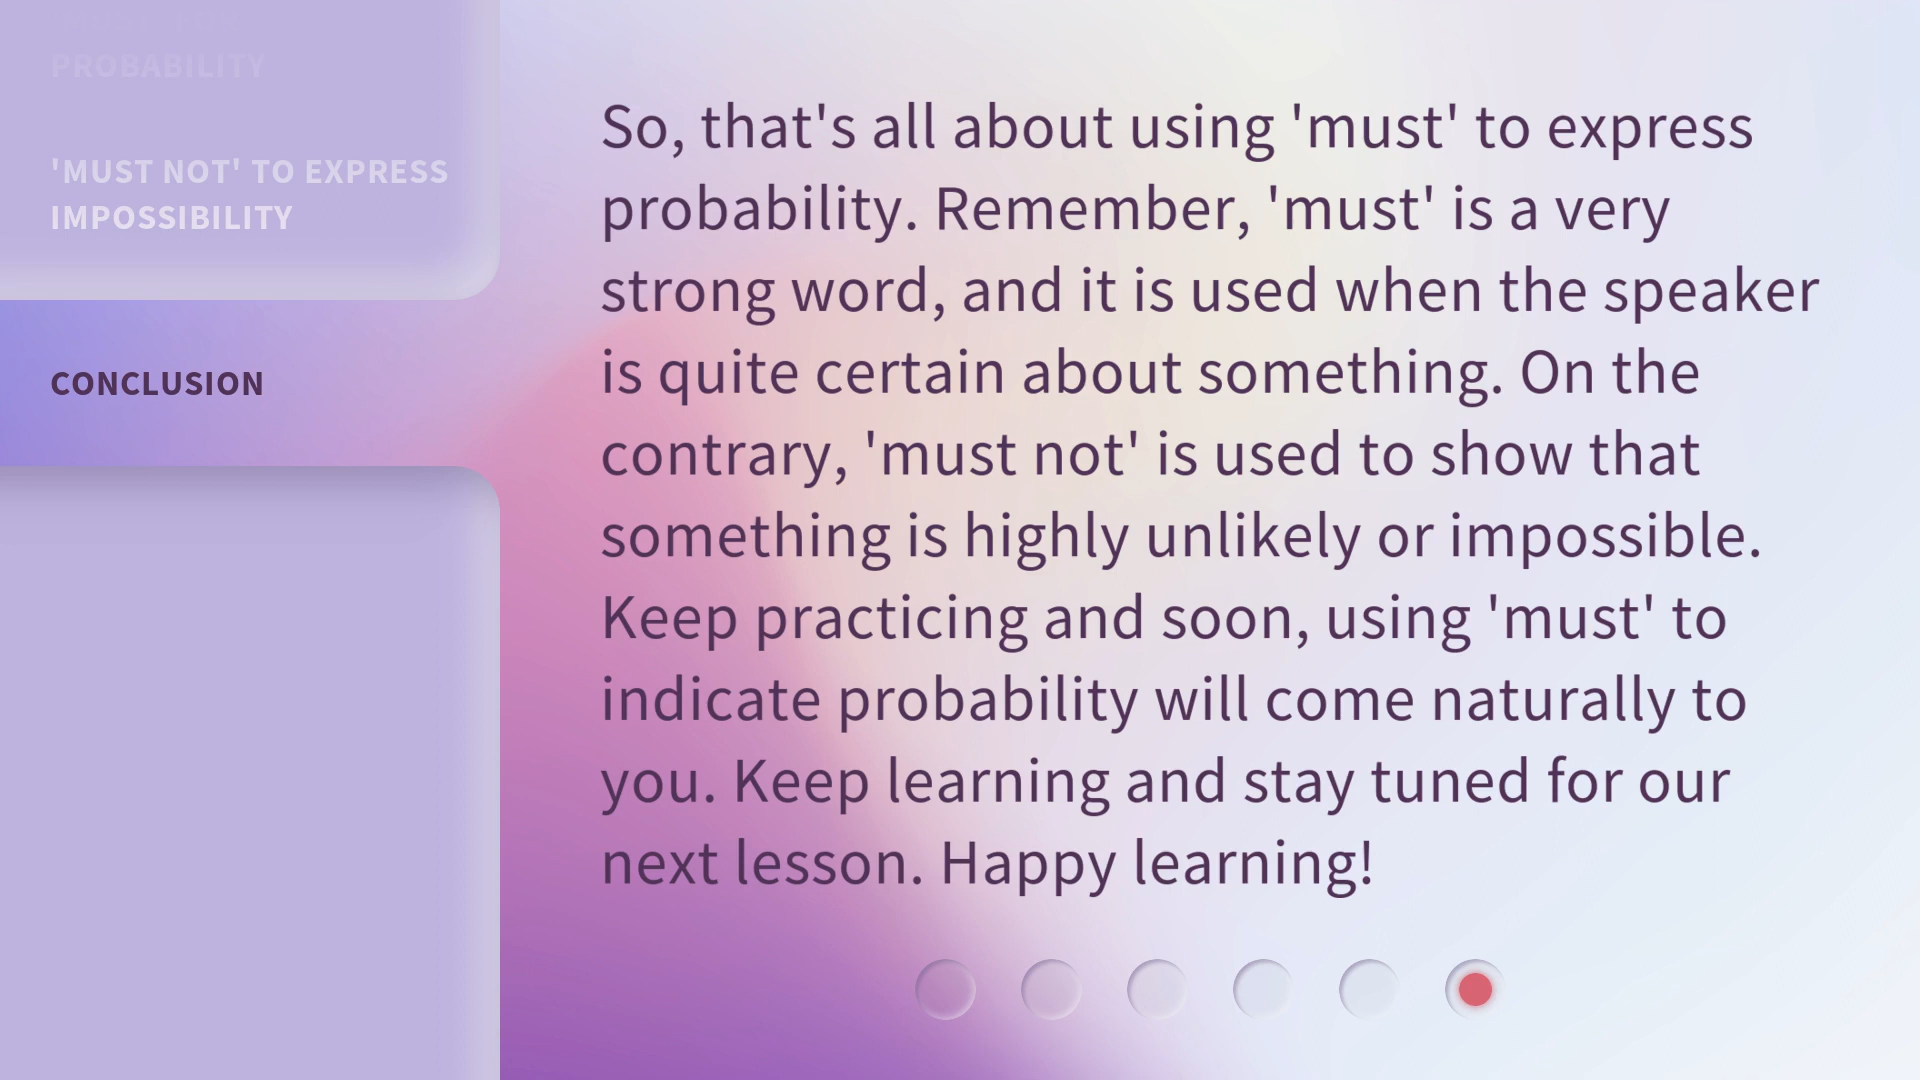 PROBABILITY
'MUST NOT' TO EXPRESS
IMPOSSIBILITY
CONCLUSION
So, that's all about using 'must' to express
probability. Remember, 'must' is a very
strong word, and it is used when the speaker
is quite certain about something. On the
contrary, 'must not' is used to show that
something is highly unlikely or impossible.
Keep practicing and soon, using 'must' to
indicate probability will come naturally to
you. Keep learning and stay tuned for our
next lesson. Happy learning!